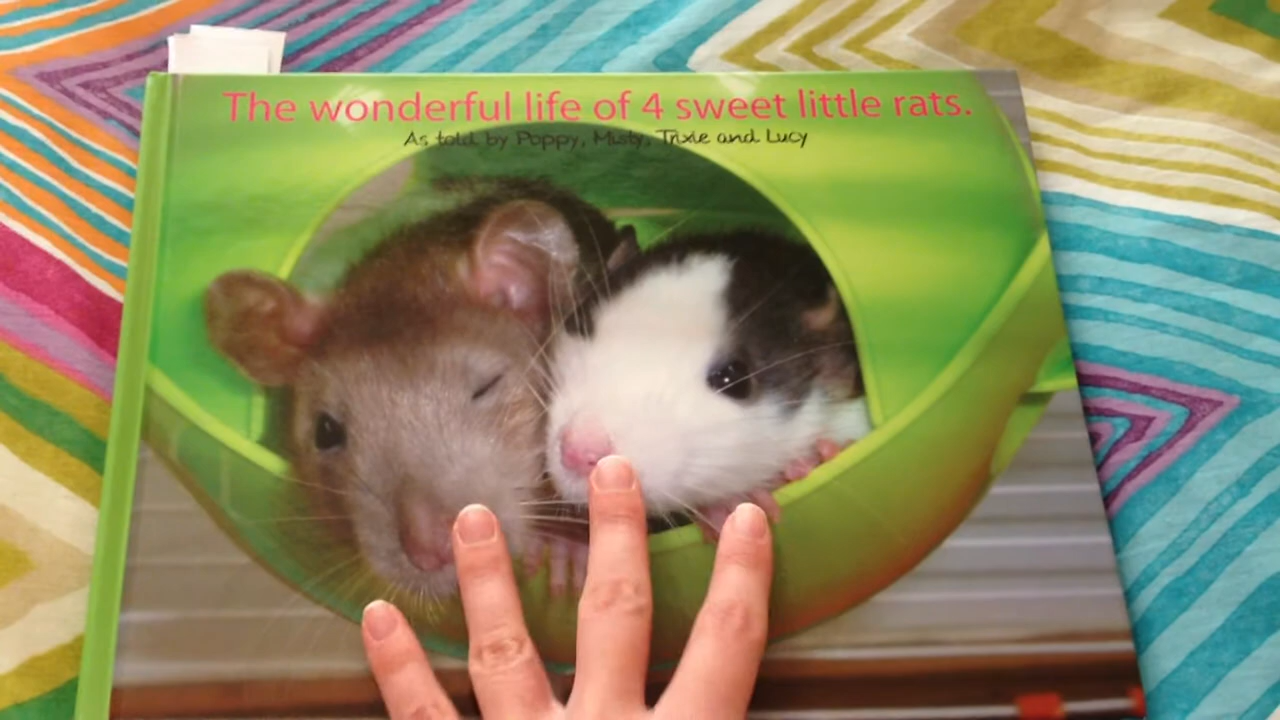 The wonderful life of 4 sweet little rats.
As told by Poppy, Misty, Trixie and Lucy